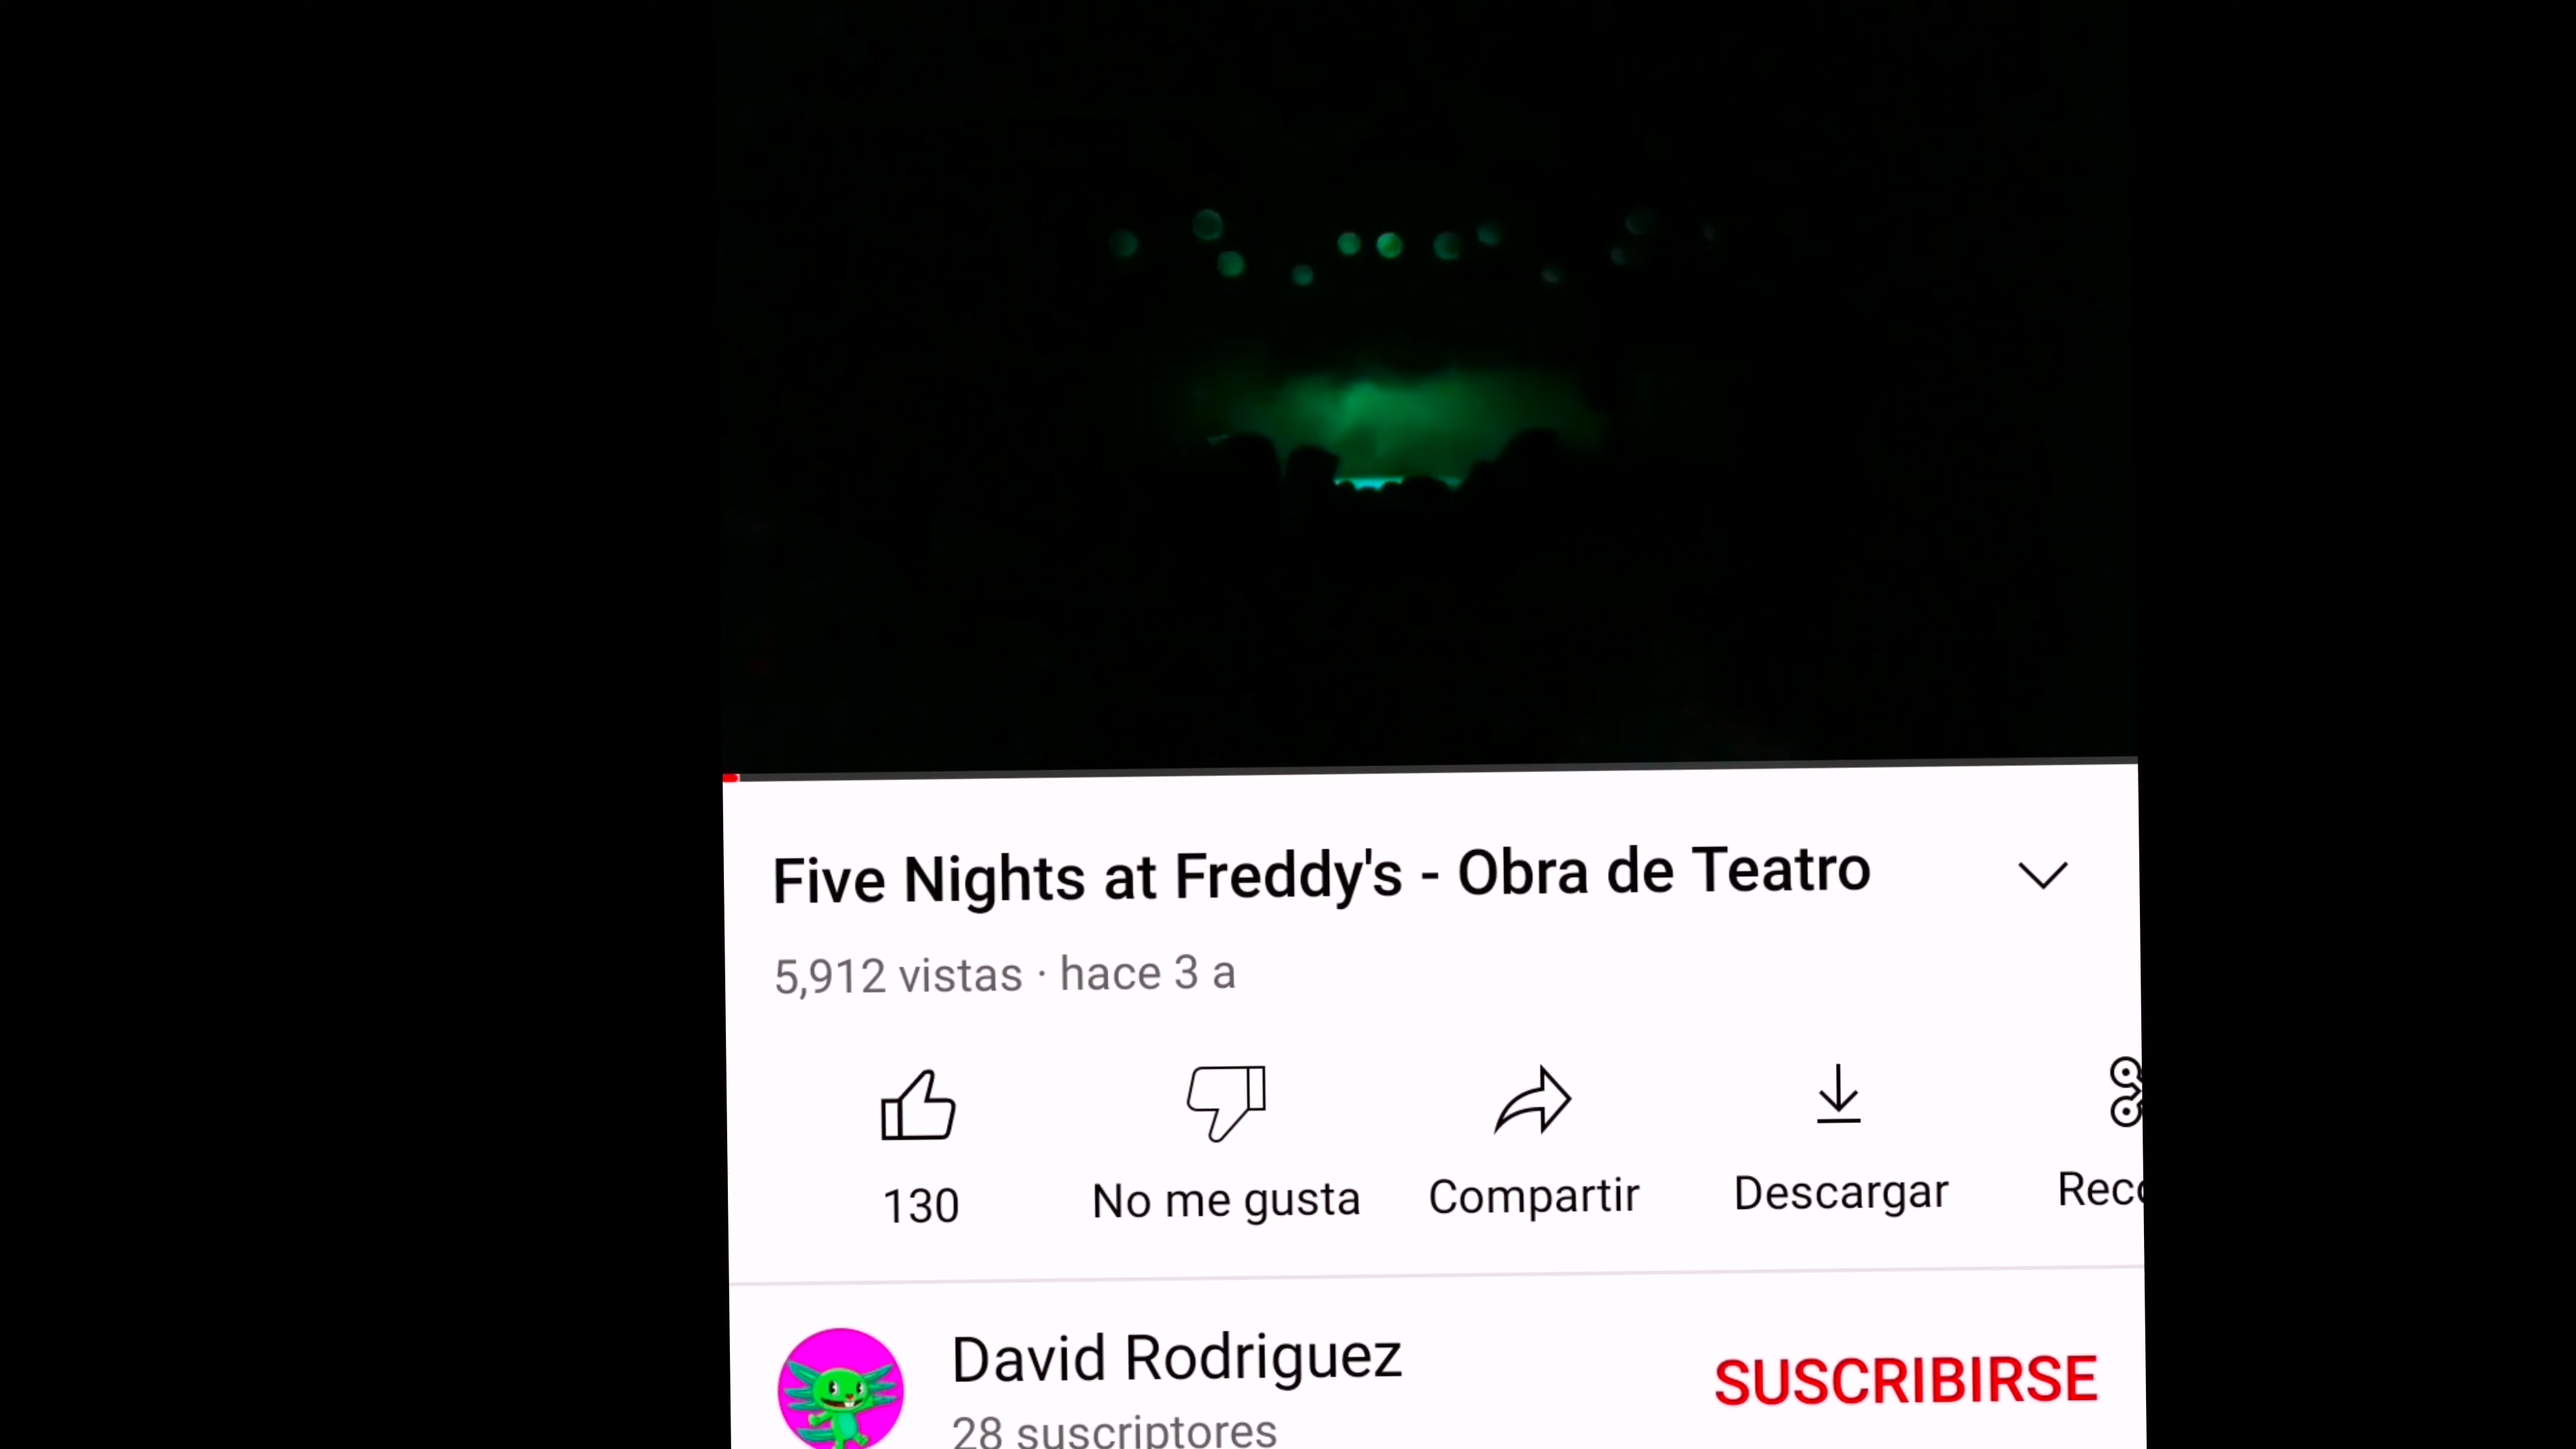 Five Nights at Freddy's - Obra de Teatro
5,912 vistas · hace 3 a
130
No me gusta
Compartir
Descargar
SUSCRIBIRSE
David Rodriguez
28 suscriptores